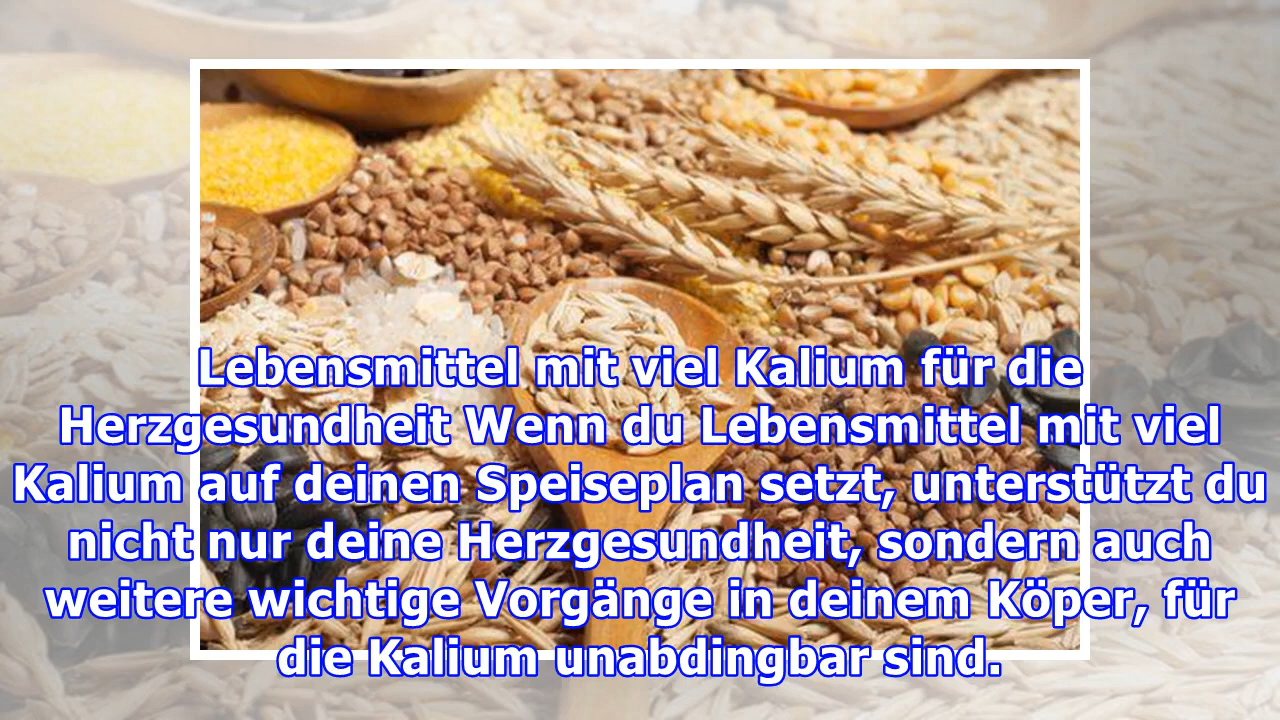 Lebensmittel mit viel Kalium für die
Herzgesundheit Wenn du Lebensmittel mit viel
Kalium auf deinen Speiseplan setzt, unterstützt du
nicht nur deine Herzgesundheit, sondern auch
weitere wichtige Vorgänge in deinem Köper, für
die Kalium unabdingbar sind.